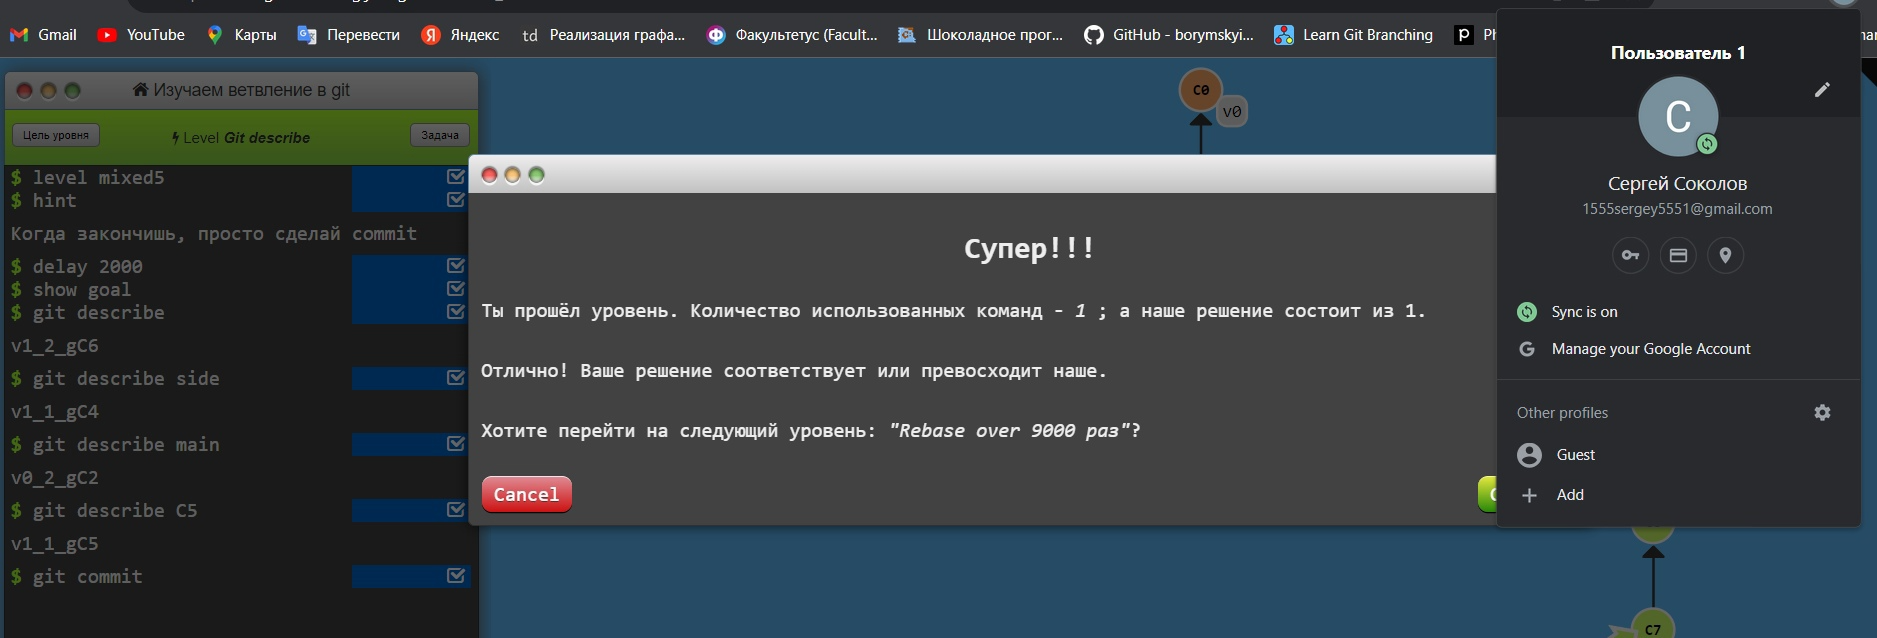 Gmail
YouTube
Карты
Перевести
Яндекс
td Реализация графа...
Факультетус (Facult...
Шоколадное прог...
GitHub - borymskyi...
Learn Git Branching
Изучаем ветвление в git
Цель уровня
Level Git describe
Задача
$ level mixed5
$ hint
Когда закончишь, просто сделай commit
$ delay 2000
$ show goal
$ git describe
v1_2_gC6
$ git describe side
v1_1_gC4
$ git describe main
v0_2_gC2
$ git describe C5
v1_1_gC5
$ git commit
C0
v0
Супер!!!
Ты прошёл уровень. Количество использованных команд - 1 ; а наше решение состоит из 1.
Отлично! Ваше решение соответствует или превосходит наше.
Хотите перейти на следующий уровень: "Rebase over 9000 раз"?
Cancel
Пользователь 1
C
Сергей Соколов
1555sergey5551@gmail.com
Sync is on
Manage your Google Account
Other profiles
Guest
Add
C7